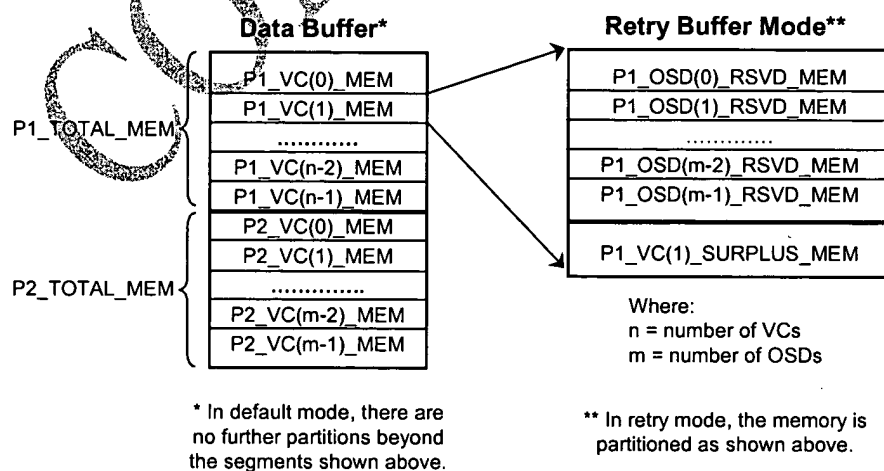 Data Buffer*
P1_TOTAL_MEM
P1_VC(0)_MEM
P1_VC(1)_MEM
............
P1_VC(n-2)_MEM
P1_VC(n-1)_MEM
P2_TOTAL_MEM
P2_VC(0)_MEM
P2_VC(1)_MEM
..............
P2_VC(m-2)_MEM
P2_VC(m-1)_MEM
* In default mode, there are
no further partitions beyond
the segments shown above.
Retry Buffer Mode**
P1_OSD(0)_RSVD_MEM
P1_OSD(1)_RSVD_MEM
.............
P1_OSD(m-2)_RSVD_MEM
P1_OSD(m-1)_RSVD_MEM
P1_VC(1)_SURPLUS_MEM
Where:
n = number of VCs
m = number of OSDs
** In retry mode, the memory is
partitioned as shown above.